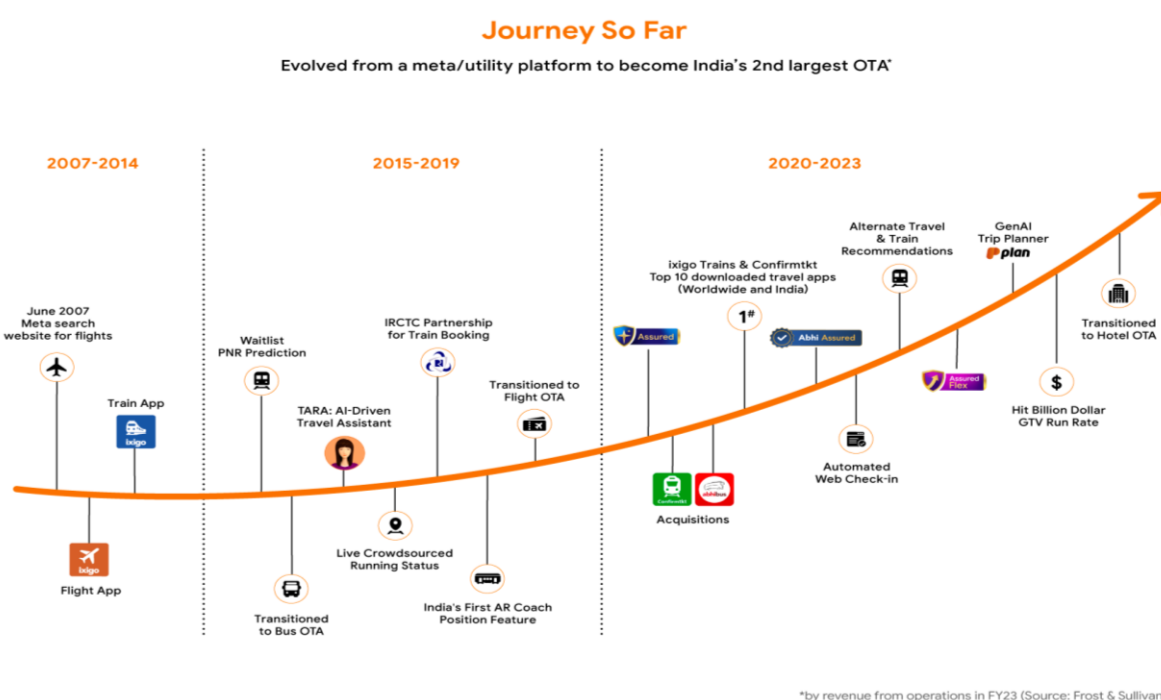 Journey So Far
Evolved from a meta/utility platform to become India's 2nd largest OTA*
2007-2014
2015-2019
2020-2023
June 2007
Meta search
website for flights
Train App
ixigo
ixigo
Flight App
Waitlist
PNR Prediction
TARA: AI-Driven
Travel Assistant
IRCTC Partnership
for Train Booking
Transitioned to
Flight OTA
Transitioned
to Bus OTA
Live Crowdsourced
Running Status
India's First AR Coach
Position Feature
Assured
ixigo Trains & Confirmtkt
Top 10 downloaded travel apps
(Worldwide and India)
1#
Confirmtkt
abhibus
Acquisitions
Abhi Assured
Automated
Web Check-in
Alternate Travel
& Train
Recommendations
Assured
Flex
GenAI
Trip Planner
plan
$
Hit Billion Dollar
GTV Run Rate
Transitioned
to Hotel OTA
*by revenue from operations in FY23 (Source: Frost & Sullivan